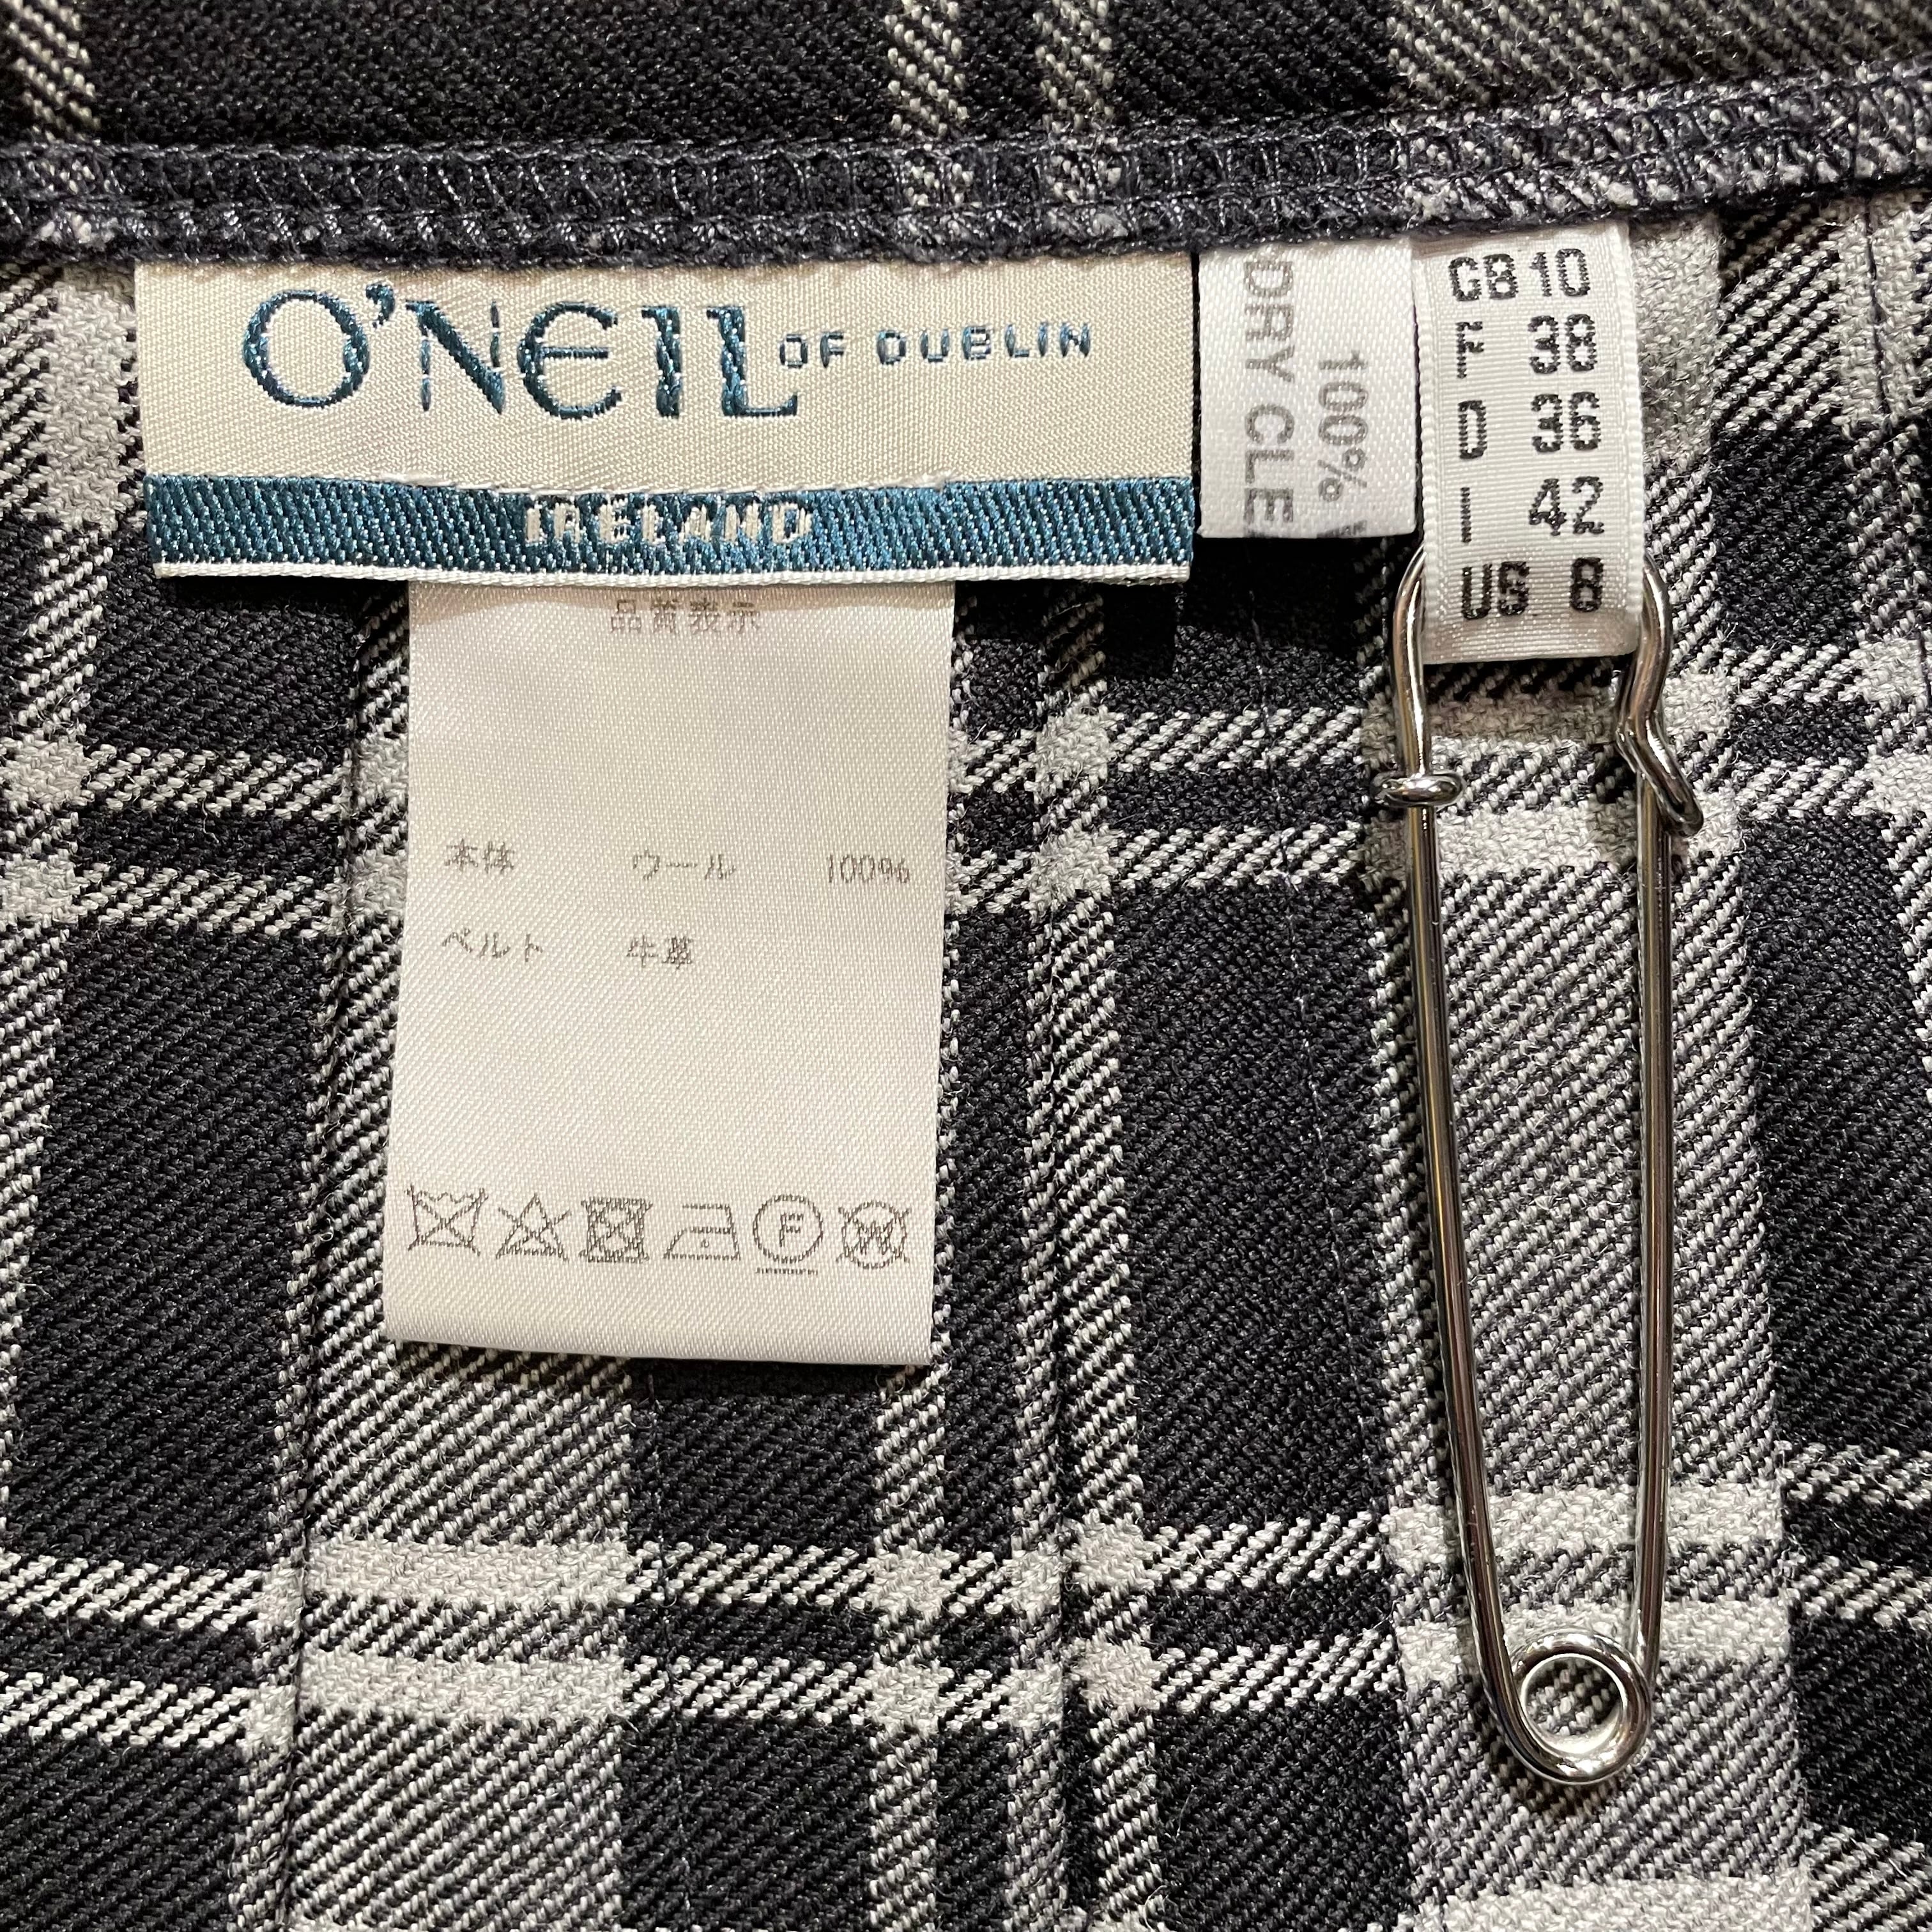 O'NEIL OF DUBLIN
IRELAND
DRY CLE
100%
GB 10
F 38
D 36
I 42
US 8
品質表示
本体 ウール 100%
ベルト 牛革
F
W